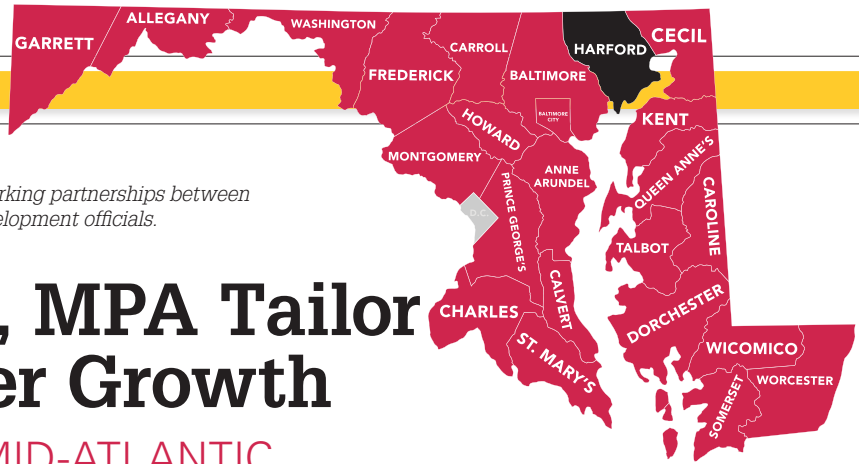 GARRETT
ALLEGANY
WASHINGTON
FREDERICK
CARROLL
BALTIMORE
HARFORD
CECIL
BALTIMORE
CITY
KENT
HOWARD
MONTGOMERY
ANNE
ARUNDEL
QUEEN ANNE'S
PRINCE GEORGE'S
CAROLINE
D.C.
TALBOT
CALVERT
CHARLES
DORCHESTER
ST. MARY'S
WICOMICO
WORCESTER
SOMERSET
rking partnerships between
elopment officials.
, MPA Tailor
er Growth
MID-ATLANTIC